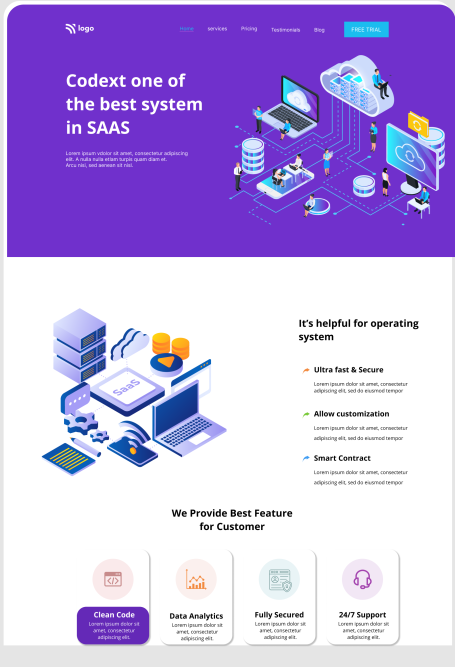 logo
Home services Pricing Testimonials Blog FREE TRIAL
Codext one of
the best system
in SAAS
Lorem ipsum volor sit amet, consectetur adipiscing
elit. A nulla nulla etiam turpis quam diam et.
Arcu nisi, sed aenean sit nisi.
SaaS
It's helpful for operating
system
Ultra fast & Secure
Lorem ipsum dolor sit amet, consectetur
adipiscing elit, sed do eiusmod tempor
Allow customization
Lorem ipsum dolor sit amet, consectetur
adipiscing elit, sed do eiusmod tempor
Smart Contract
Lorem ipsum dolor sit amet, consectetur
adipiscing elit, sed do eiusmod tempor
We Provide Best Feature
for Customer
Clean Code
Lorem ipsum dolor sit
amet, consectetur
adipiscing elit.
Data Analytics
Lorem ipsum dolor sit
amet, consectetur
adipiscing elit.
Fully Secured
Lorem ipsum dolor sit
amet, consectetur
adipiscing elit.
24/7 Support
Lorem ipsum dolor sit
amet, consectetur
adipiscing elit.